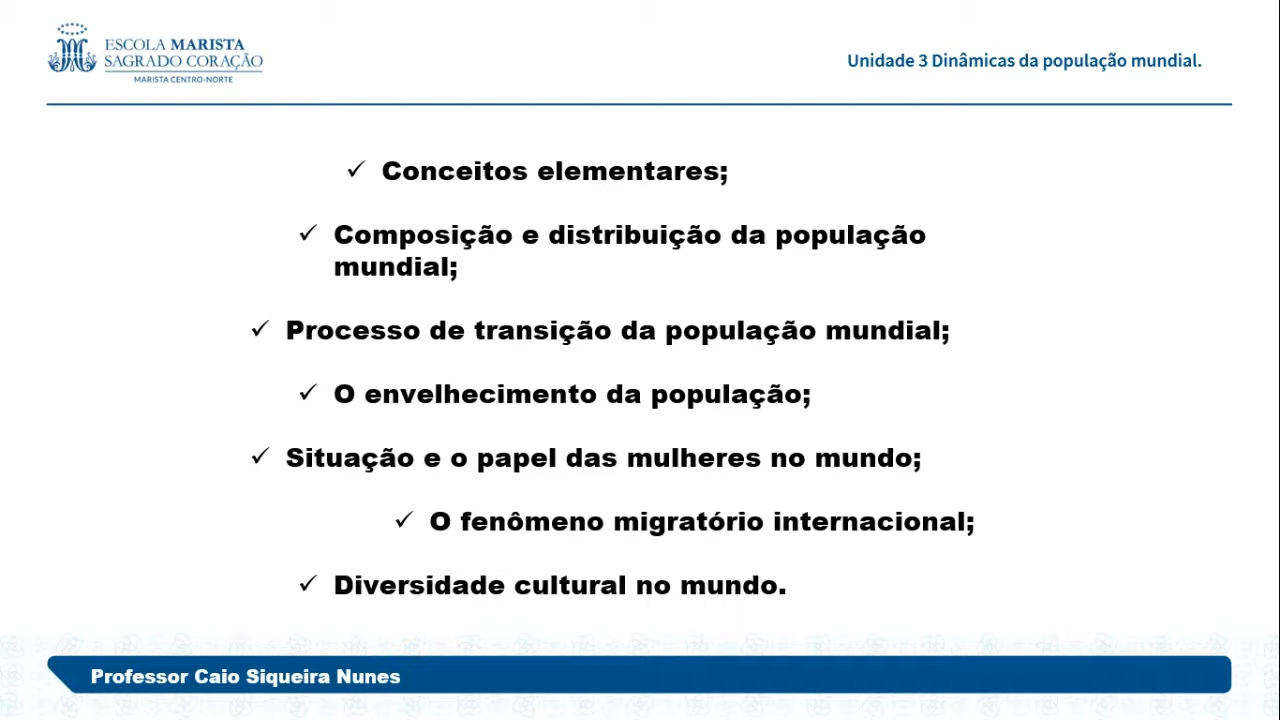 ESCOLA MARISTA
SAGRADO CORAÇÃO
MARISTA CENTRO-NORTE
Unidade 3 Dinâmicas da população mundial.
✓ Conceitos elementares;
✓ Composição e distribuição da população
mundial;
✓ Processo de transição da população mundial;
✓ O envelhecimento da população;
✓ Situação e o papel das mulheres no mundo;
✓ O fenômeno migratório internacional;
✓ Diversidade cultural no mundo.
Professor Caio Siqueira Nunes